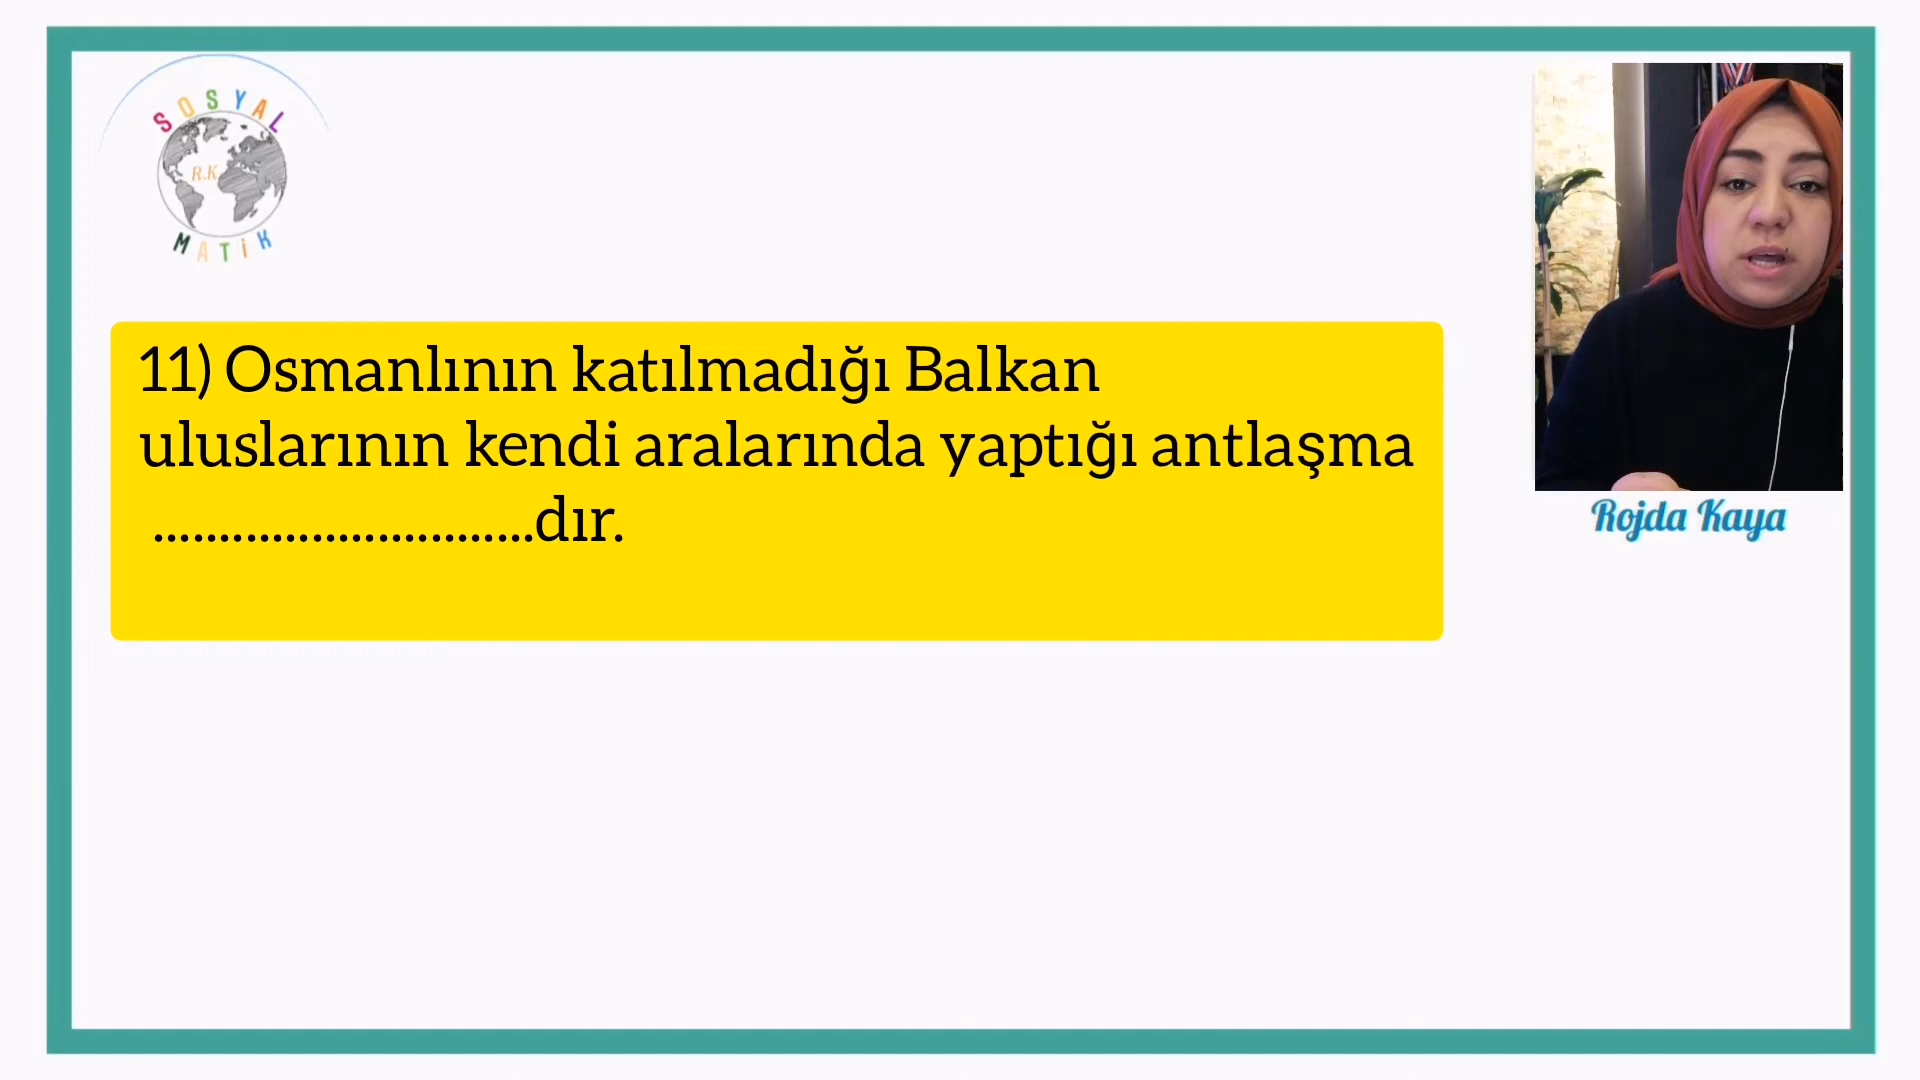 SOSYAL
R.K
MATİK
11) Osmanlının katılmadığı Balkan
uluslarının kendi aralarında yaptığı antlaşma
.............................dır.
Rojda Kaya